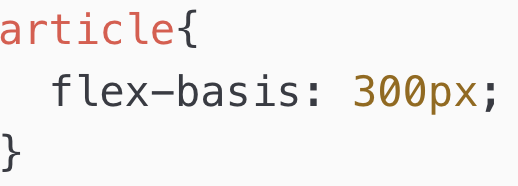 article{
  flex-basis: 300px;
}